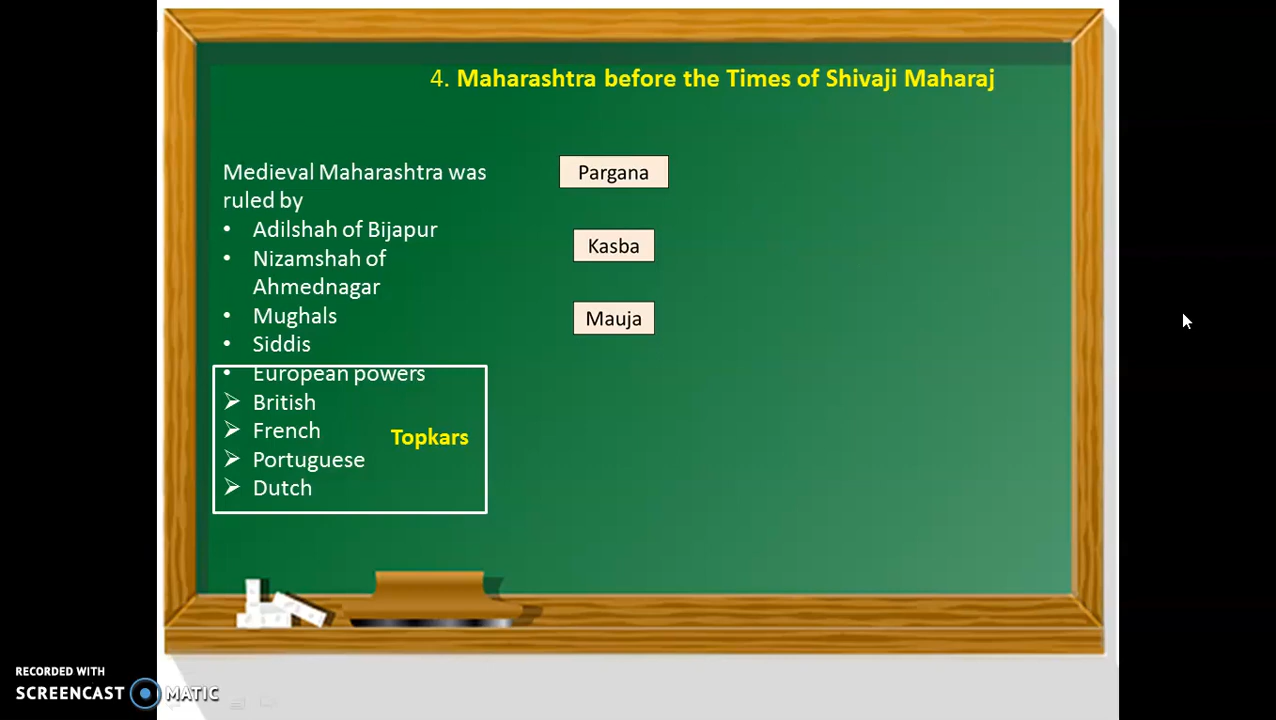 4. Maharashtra before the Times of Shivaji Maharaj
Medieval Maharashtra was
ruled by
• Adilshah of Bijapur
• Nizamshah of
Ahmednagar
• Mughals
• Siddis
• European powers
➢ British
➢ French
➢ Portuguese
➢ Dutch
Topkars
Pargana
Kasba
Mauja
RECORDED WITH
SCREENCAST MATIC